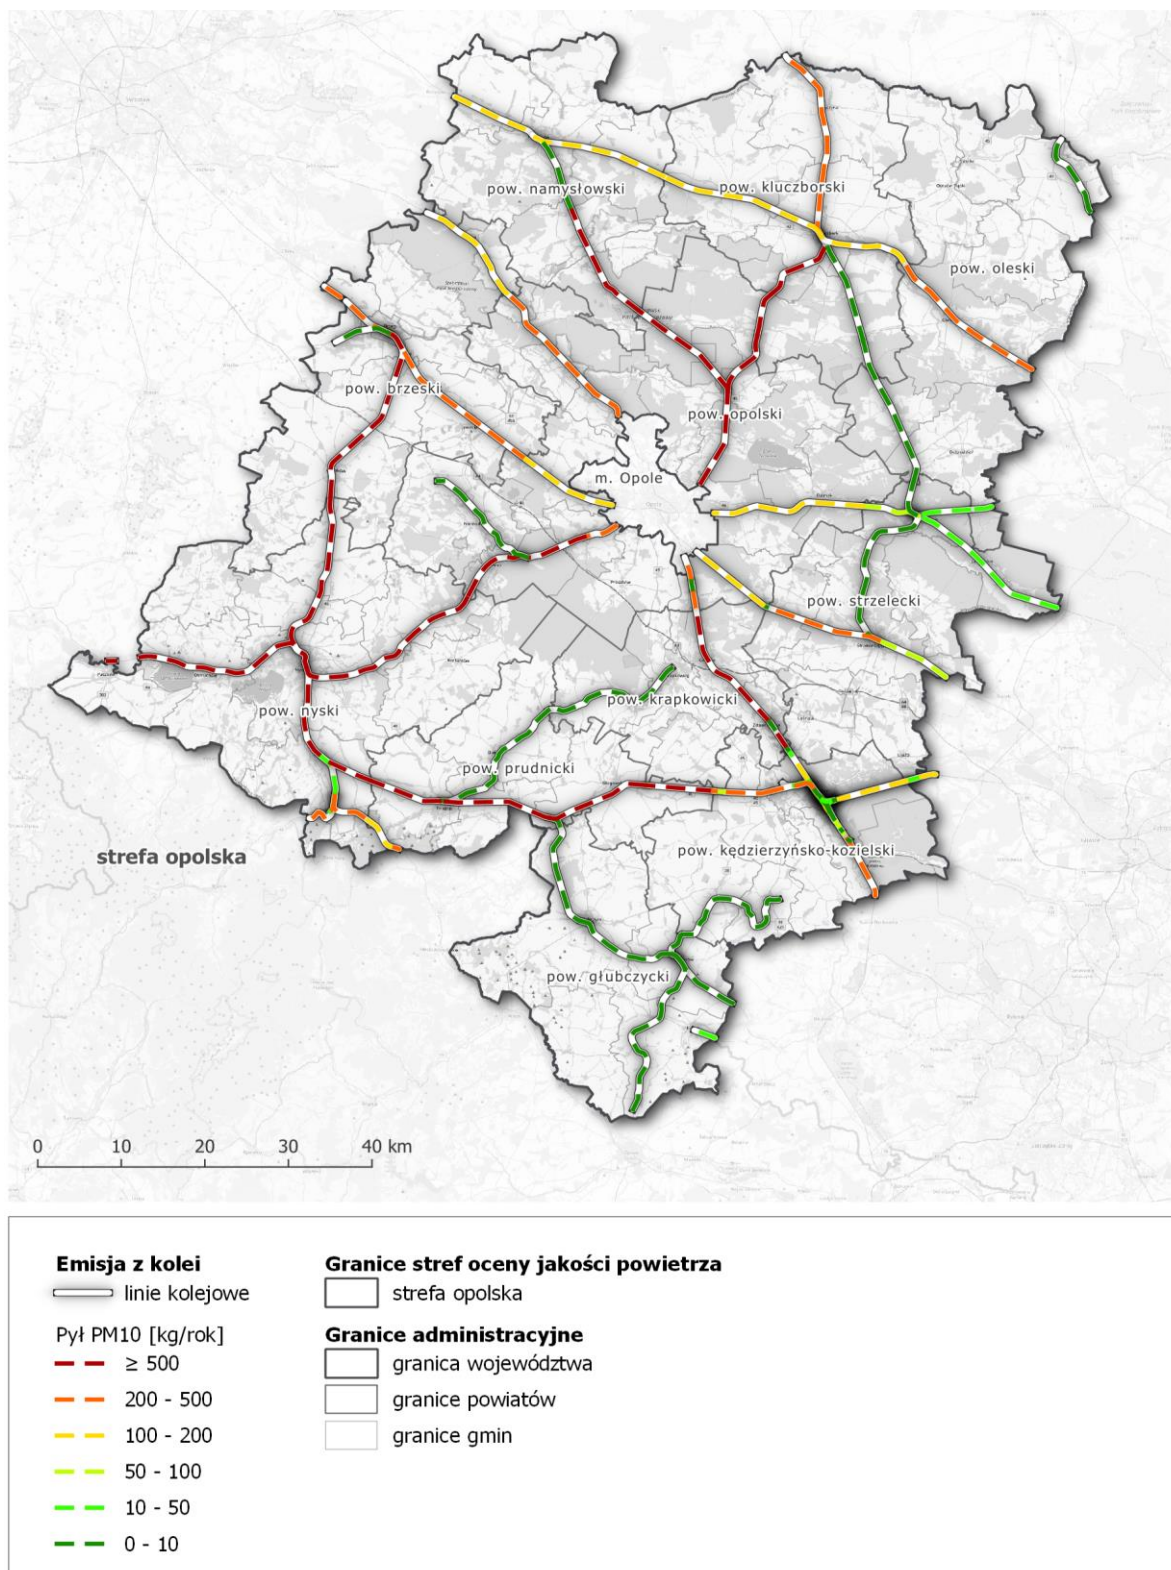 pow. namysłowski
pow. kluczborski
pow. oleski
pow. brzeski
pow. opolski
m. Opole
pow. strzelecki
pow. krapkowicki
pow. nyski
pow. prudnicki
strefa opolska
pow. kędzierzyńsko-kozielski
pow. głubczycki
0 10 20 30 40 km
Emisja z kolei
linie kolejowe
Pył PM10 [kg/rok]
≥ 500
200 - 500
100 - 200
50 - 100
10 - 50
0 - 10
Granice stref oceny jakości powietrza
strefa opolska
Granice administracyjne
granica województwa
granice powiatów
granice gmin